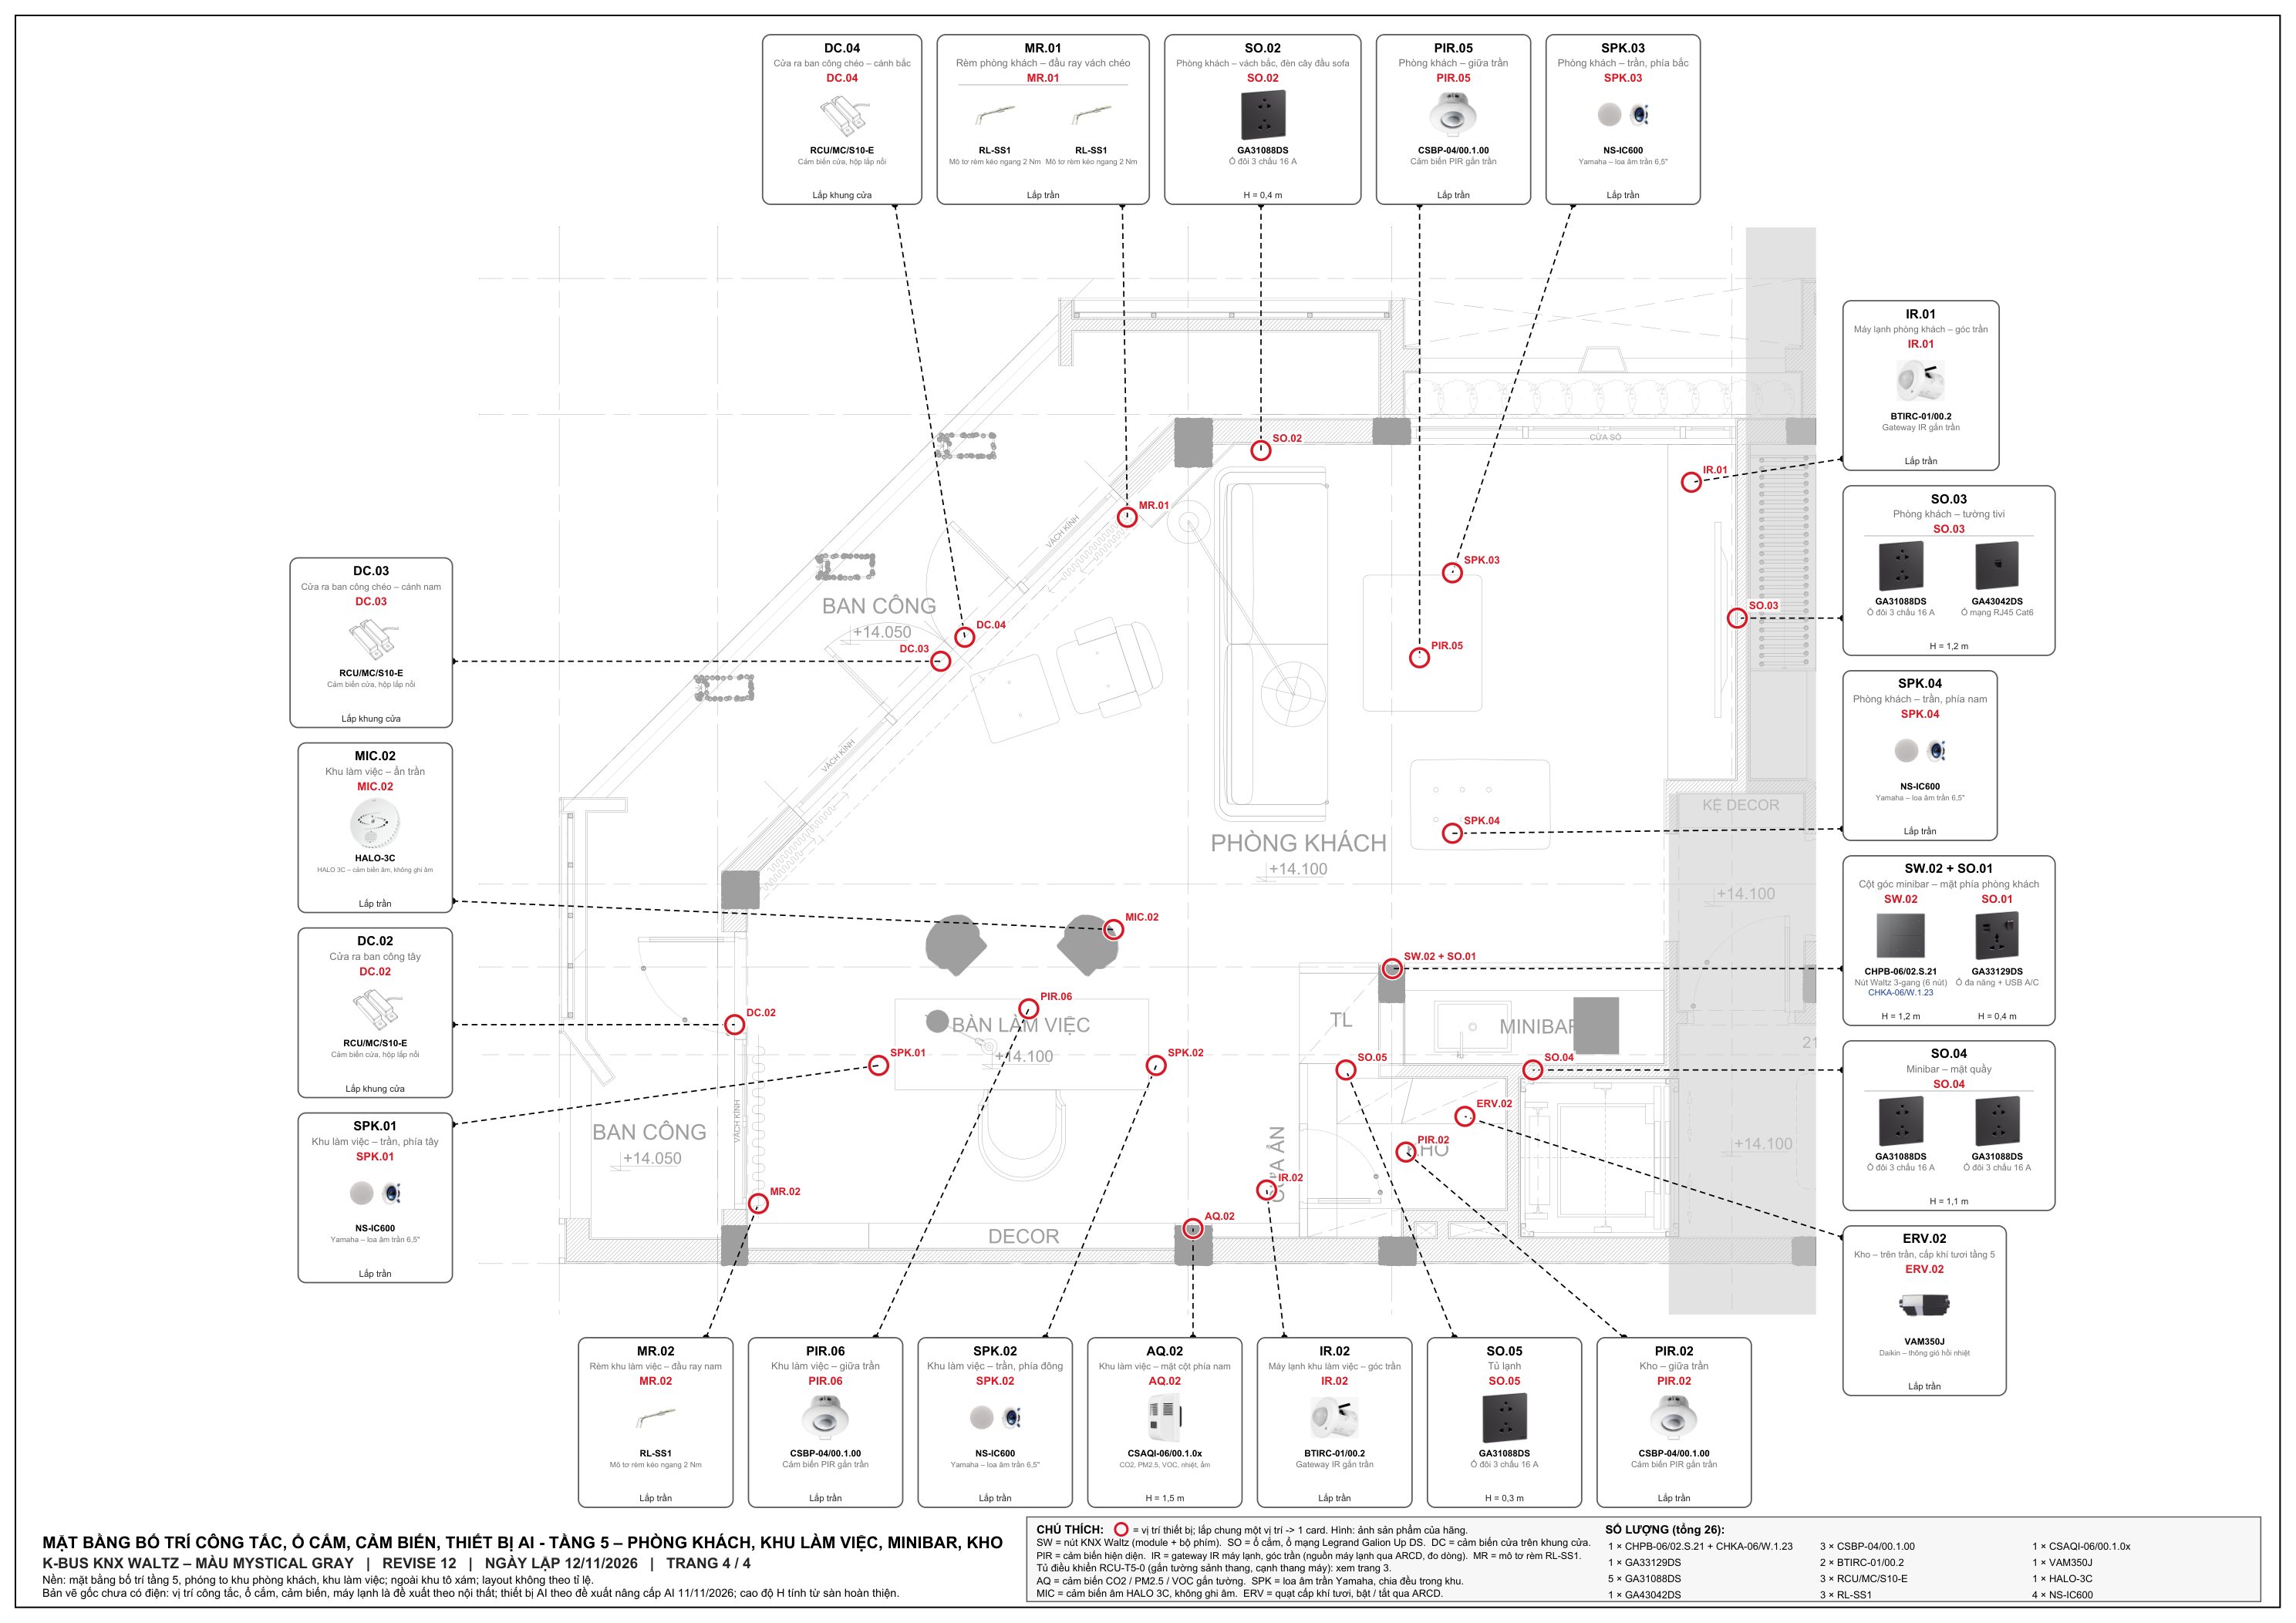 DC.04
Cửa ra ban công chéo – cánh bắc
DC.04
RCU/MC/S10-E
Cảm biến cửa, hộp lắp nổi
Lắp khung cửa
MR.01
Rèm phòng khách – đầu ray vách chéo
MR.01
RL-SS1
RL-SS1
Mô tơ rèm kéo ngang 2 Nm
Mô tơ rèm kéo ngang 2 Nm
Lắp trần
SO.02
Phòng khách – vách bắc, đèn cây đầu sofa
SO.02
GA31088DS
Ổ đôi 3 chấu 16 A
H = 0,4 m
PIR.05
Phòng khách – giữa trần
PIR.05
CSBP-04/00.1.00
Cảm biến PIR gắn trần
Lắp trần
SPK.03
Phòng khách – trần, phía bắc
SPK.03
NS-IC600
Yamaha – loa âm trần 6,5"
Lắp trần
IR.01
Máy lạnh phòng khách – góc trần
IR.01
BTIRC-01/00.2
Gateway IR gắn trần
Lắp trần
SO.03
Phòng khách – tường tivi
SO.03
GA31088DS
GA43042DS
Ổ đôi 3 chấu 16 A
Ổ mạng RJ45 Cat6
H = 1,2 m
SPK.04
Phòng khách – trần, phía nam
SPK.04
NS-IC600
Yamaha – loa âm trần 6,5"
Lắp trần
SW.02 + SO.01
Cột góc minibar – mặt phía phòng khách
SW.02
SO.01
CHPB-06/02.S.21
GA33129DS
Nút Waltz 3-gang (6 nút)
Ổ đa năng + USB A/C
CHKA-06/W.1.23
H = 1,2 m
H = 0,4 m
SO.04
Minibar – mặt quầy
SO.04
GA31088DS
GA31088DS
Ổ đôi 3 chấu 16 A
Ổ đôi 3 chấu 16 A
H = 1,1 m
ERV.02
Kho – trên trần, cấp khí tươi tầng 5
ERV.02
VAM350J
Daikin – thông gió hồi nhiệt
Lắp trần
DC.03
Cửa ra ban công chéo – cánh nam
DC.03
RCU/MC/S10-E
Cảm biến cửa, hộp lắp nổi
Lắp khung cửa
MIC.02
Khu làm việc – ẩn trần
MIC.02
HALO-3C
HALO 3C – cảm biến âm, không ghi âm
Lắp trần
DC.02
Cửa ra ban công tây
DC.02
RCU/MC/S10-E
Cảm biến cửa, hộp lắp nổi
Lắp khung cửa
SPK.01
Khu làm việc – trần, phía tây
SPK.01
NS-IC600
Yamaha – loa âm trần 6,5"
Lắp trần
SO.02
CỬA SỔ
IR.01
MR.01
VÁCH KÍNH
SPK.03
BAN CÔNG
+14.050
DC.04
DC.03
SO.03
PIR.05
VÁCH KÍNH
KỆ DECOR
SPK.04
PHÒNG KHÁCH
+14.100
+14.100
MIC.02
SW.02 + SO.01
PIR.06
DC.02
BÀN LÀM VIỆC
+14.100
TL
MINIBAR
21
SPK.01
SPK.02
SO.05
SO.04
ERV.02
BAN CÔNG
+14.050
VÁCH KÍNH
PIR.02
KHO
+14.100
CỬA ẨN
IR.02
MR.02
AQ.02
DECOR
MR.02
Rèm khu làm việc – đầu ray nam
MR.02
RL-SS1
Mô tơ rèm kéo ngang 2 Nm
Lắp trần
PIR.06
Khu làm việc – giữa trần
PIR.06
CSBP-04/00.1.00
Cảm biến PIR gắn trần
Lắp trần
SPK.02
Khu làm việc – trần, phía đông
SPK.02
NS-IC600
Yamaha – loa âm trần 6,5"
Lắp trần
AQ.02
Khu làm việc – mặt cột phía nam
AQ.02
CSAQI-06/00.1.0x
CO2, PM2.5, VOC, nhiệt, ẩm
H = 1,5 m
IR.02
Máy lạnh khu làm việc – góc trần
IR.02
BTIRC-01/00.2
Gateway IR gắn trần
Lắp trần
SO.05
Tủ lạnh
SO.05
GA31088DS
Ổ đôi 3 chấu 16 A
H = 0,3 m
PIR.02
Kho – giữa trần
PIR.02
CSBP-04/00.1.00
Cảm biến PIR gắn trần
Lắp trần
MẶT BẰNG BỐ TRÍ CÔNG TẮC, Ổ CẮM, CẢM BIẾN, THIẾT BỊ AI - TẦNG 5 – PHÒNG KHÁCH, KHU LÀM VIỆC, MINIBAR, KHO
K-BUS KNX WALTZ – MÀU MYSTICAL GRAY | REVISE 12 | NGÀY LẬP 12/11/2026 | TRANG 4 / 4
Nền: mặt bằng bố trí tầng 5, phóng to khu phòng khách, khu làm việc; ngoài khu tô xám; layout không theo tỉ lệ.
Bản vẽ gốc chưa có điện: vị trí công tắc, ổ cắm, cảm biến, máy lạnh là đề xuất theo nội thất; thiết bị AI theo đề xuất nâng cấp AI 11/11/2026; cao độ H tính từ sàn hoàn thiện.
CHÚ THÍCH: = vị trí thiết bị; lắp chung một vị trí -> 1 card. Hình: ảnh sản phẩm của hãng.
SW = nút KNX Waltz (module + bộ phím). SO = ổ cắm, ổ mạng Legrand Galion Up DS. DC = cảm biến cửa trên khung cửa.
PIR = cảm biến hiện diện. IR = gateway IR máy lạnh, góc trần (nguồn máy lạnh qua ARCD, đo dòng). MR = mô tơ rèm RL-SS1.
Tủ điều khiển RCU-T5-0 (gắn tường sảnh thang, cạnh thang máy): xem trang 3.
AQ = cảm biến CO2 / PM2.5 / VOC gắn tường. SPK = loa âm trần Yamaha, chia đều trong khu.
MIC = cảm biến âm HALO 3C, không ghi âm. ERV = quạt cấp khí tươi, bật / tắt qua ARCD.
SỐ LƯỢNG (tổng 26):
1 × CHPB-06/02.S.21 + CHKA-06/W.1.23
1 × GA33129DS
5 × GA31088DS
1 × GA43042DS
3 × CSBP-04/00.1.00
2 × BTIRC-01/00.2
3 × RCU/MC/S10-E
3 × RL-SS1
1 × CSAQI-06/00.1.0x
1 × VAM350J
1 × HALO-3C
4 × NS-IC600